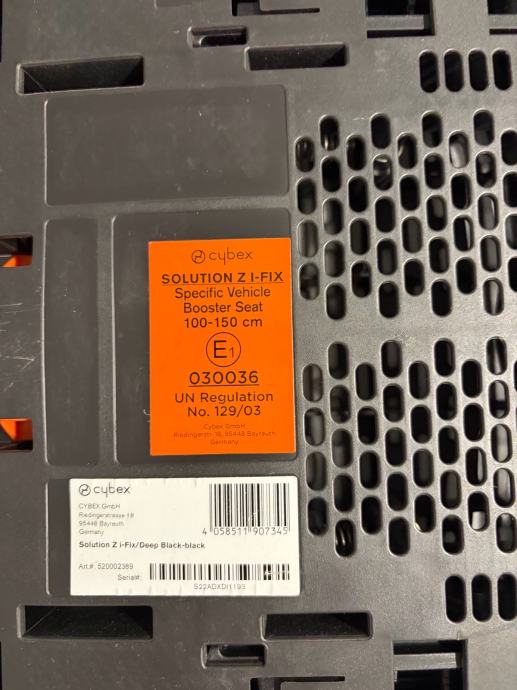 cybex
SOLUTION Z I-FIX
Specific Vehicle
Booster Seat
100-150 cm
E1
030036
UN Regulation
No. 129/03
Cybex GmbH
Riedingerstr. 18, 95448 Bayreuth
Germany
cybex
CYBEX GmbH
Riedingerstrasse 18
95448 Bayreuth
Germany
4 058511 907345
Solution Z i-Fix/Deep Black-black
Art.#: 520002389
Serial#:
S22ADXDI1193